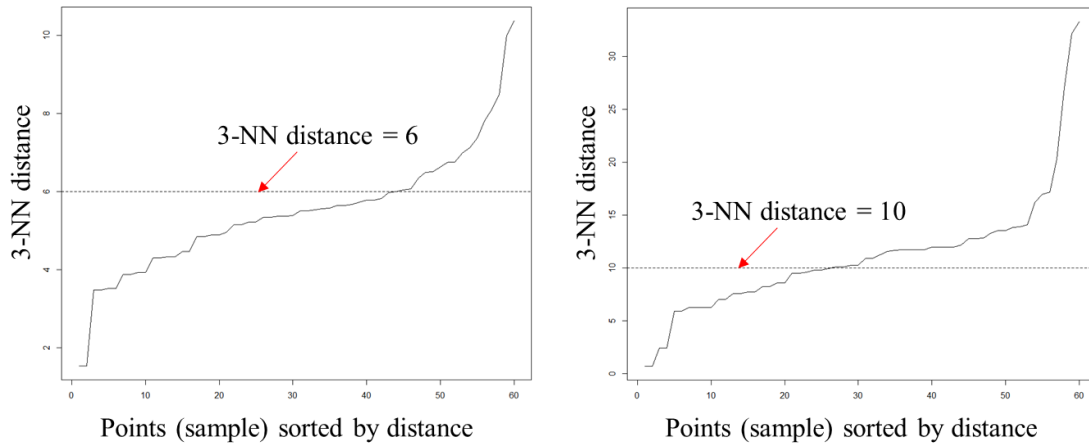 3-NN distance
10
8
6
4
2
3-NN distance = 6
0 10 20 30 40 50 60
Points (sample) sorted by distance
3-NN distance
30
25
20
15
10
5
0
3-NN distance = 10
0 10 20 30 40 50 60
Points (sample) sorted by distance